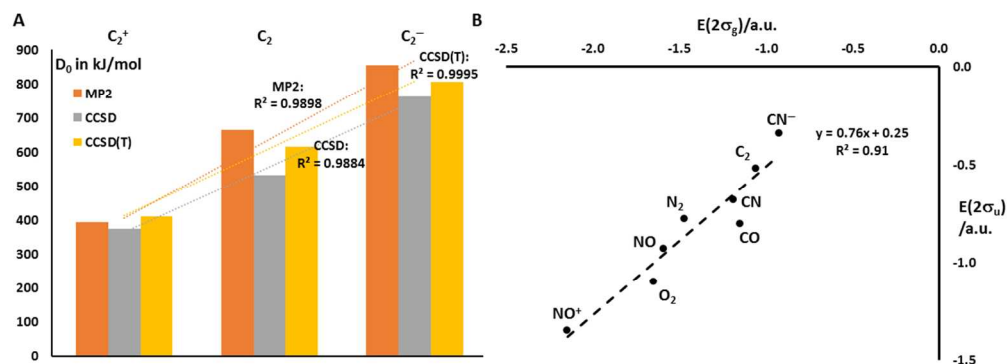 A
C₂⁺
C₂
C₂⁻
900
D₀ in kJ/mol
800
700
600
500
400
300
200
100
0
MP2
CCSD
CCSD(T)
MP2:
R² = 0.9898
CCSD(T):
R² = 0.9995
CCSD:
R² = 0.9884
B
E(2σg)/a.u.
-2.5
-2.0
-1.5
-1.0
-0.5
0.0
0.0
-0.5
E(2σᵤ)
/a.u.
-1.0
-1.5
CN⁻
y = 0.76x + 0.25
R² = 0.91
C₂
CN
N₂
CO
NO
O₂
NO⁺